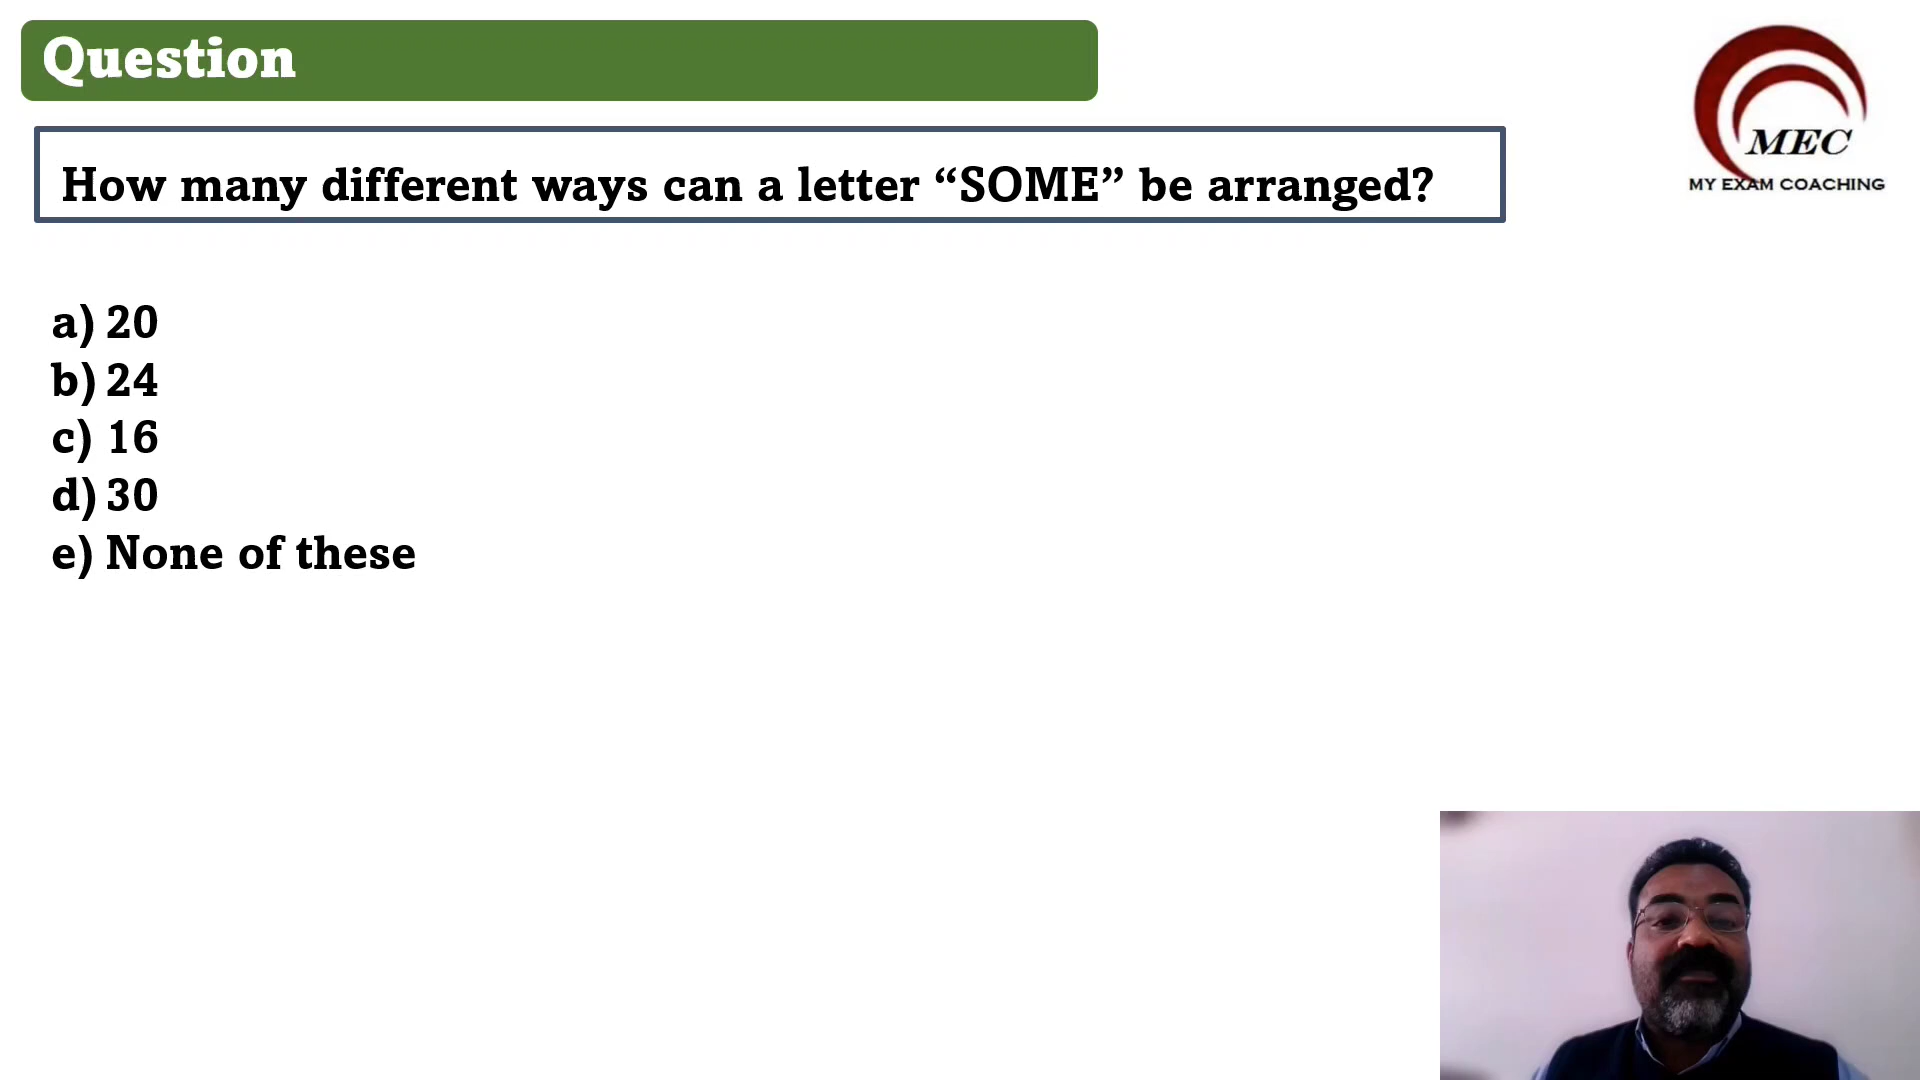 Question
How many different ways can a letter “SOME” be arranged?
a) 20
b) 24
c) 16
d) 30
e) None of these
MEC
MY EXAM COACHING